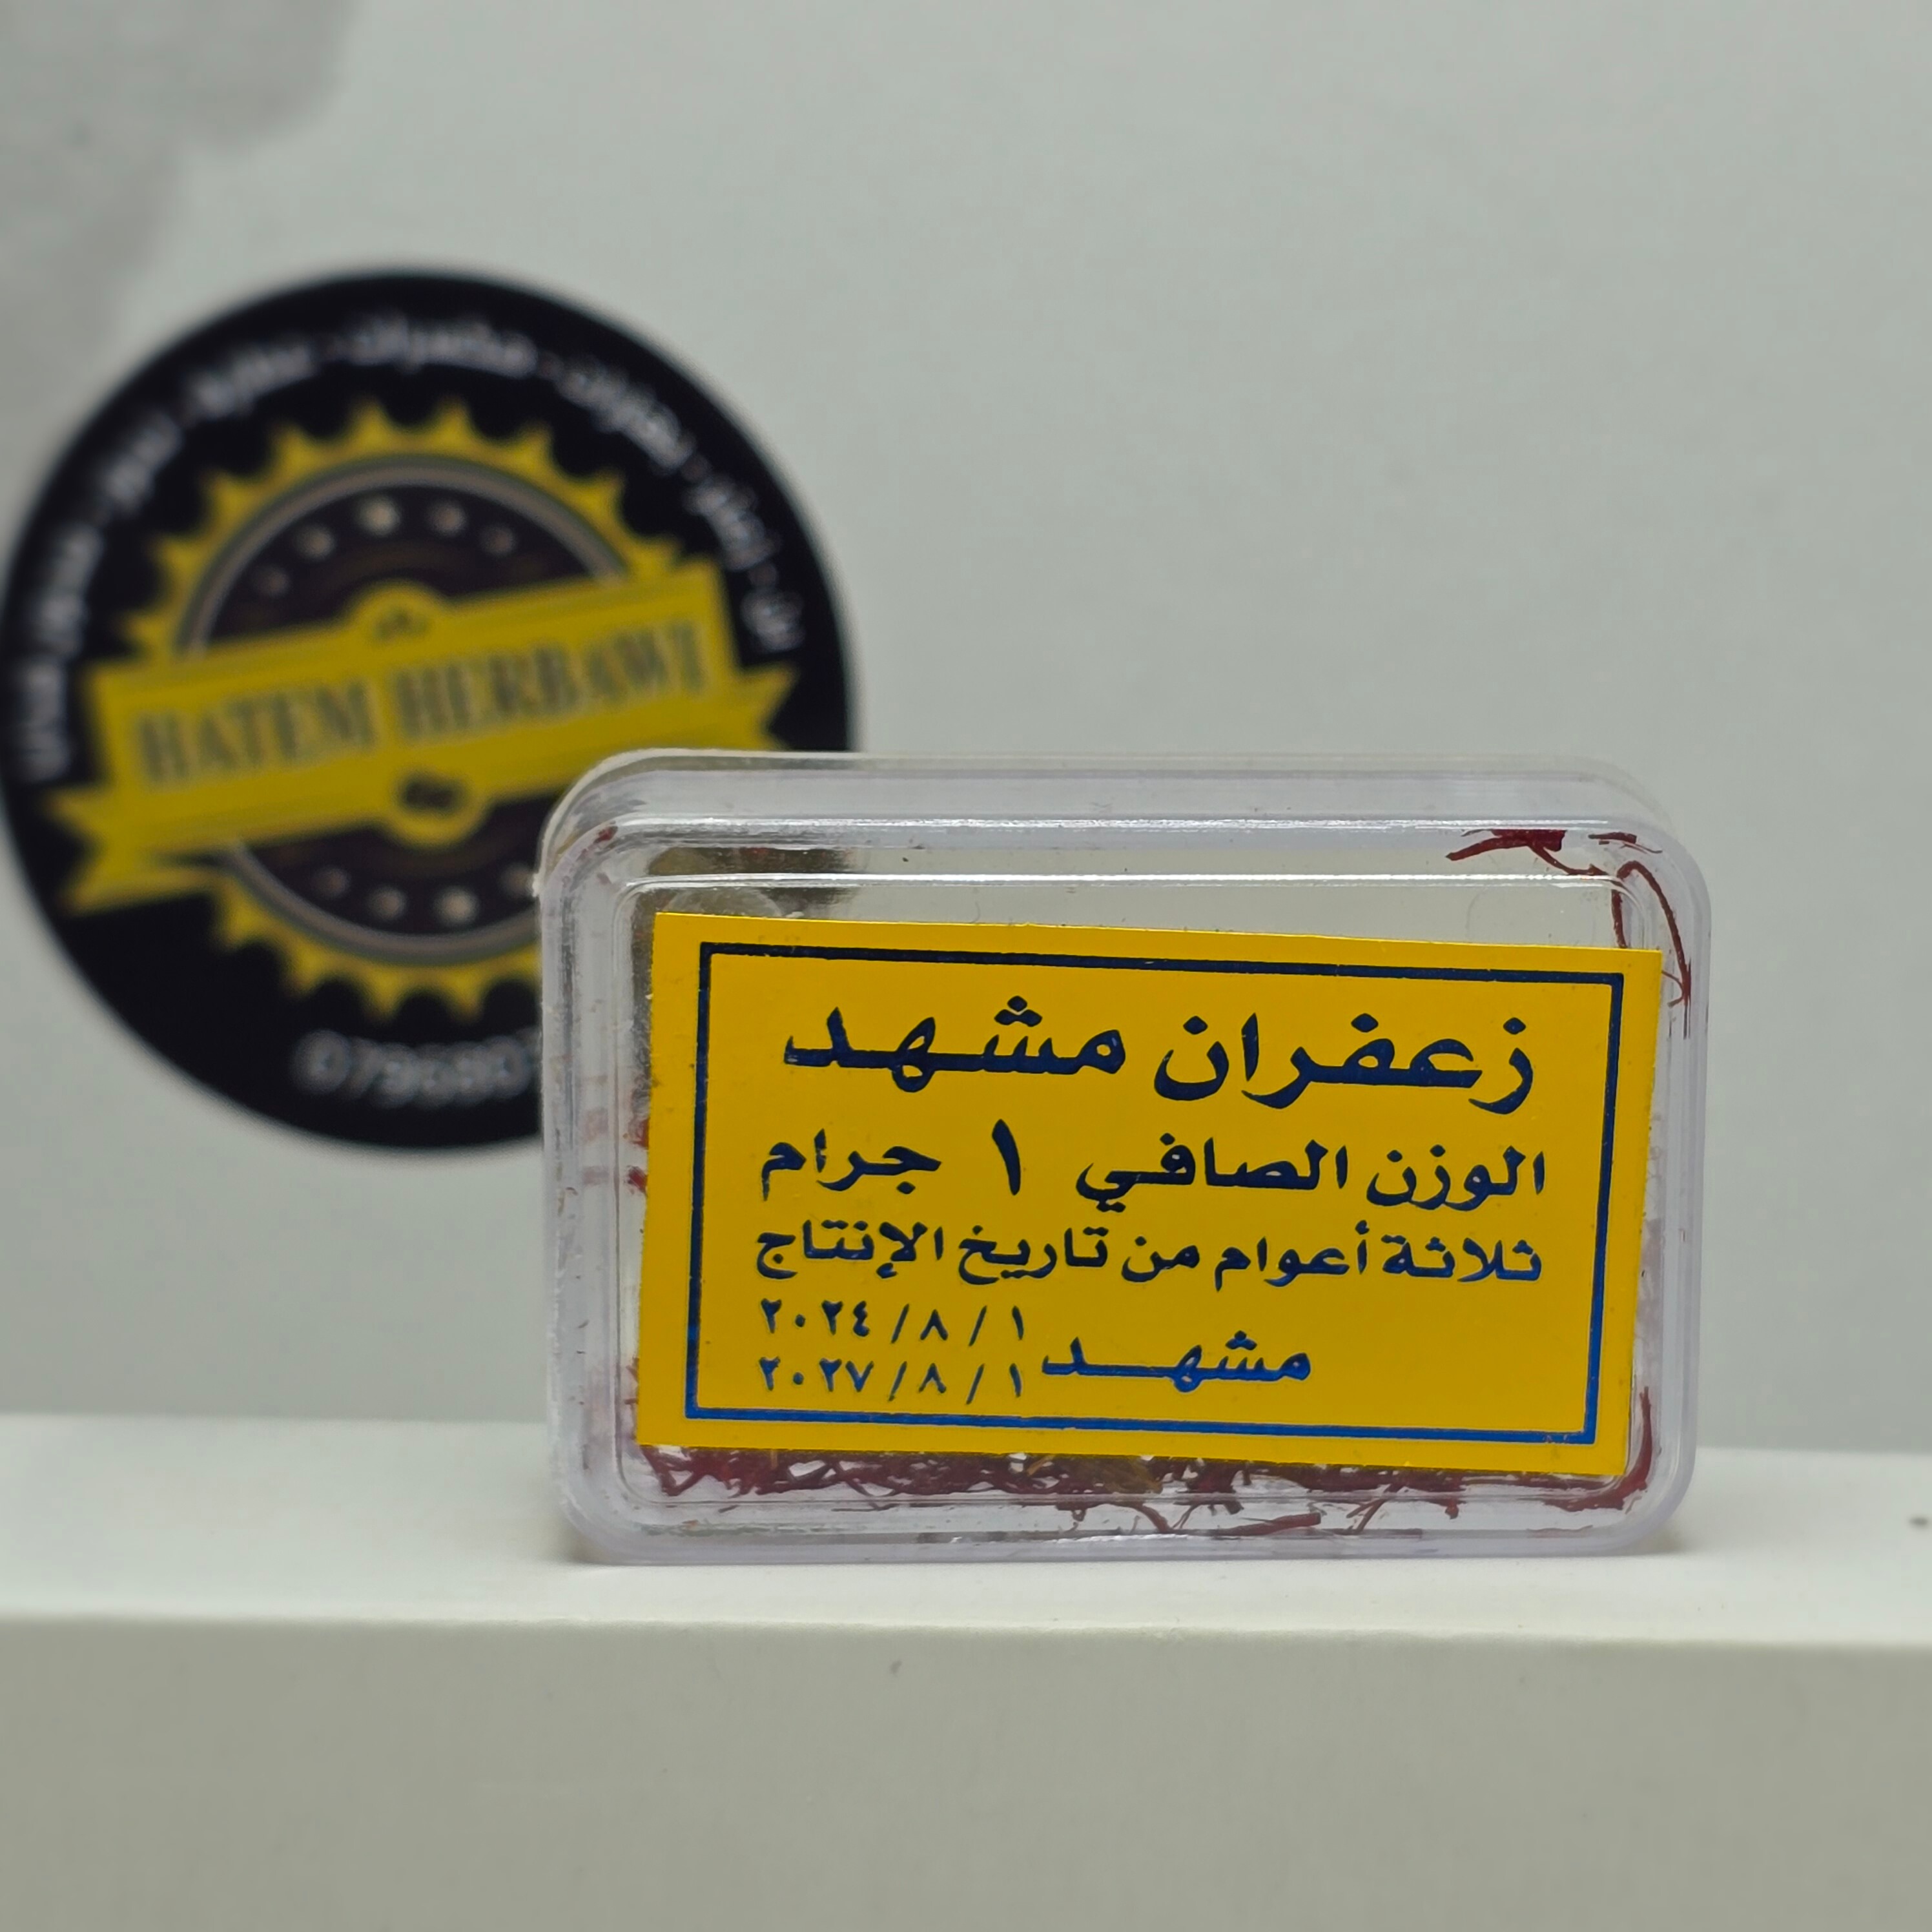 HATEM HERBAWI
زعفران مشهد
الوزن الصافي ١ جرام
ثلاثة أعوام من تاريخ الإنتاج
مشهد
٢٠٢٤ / ٨ / ١
٢٠٢٧ / ٨ / ١